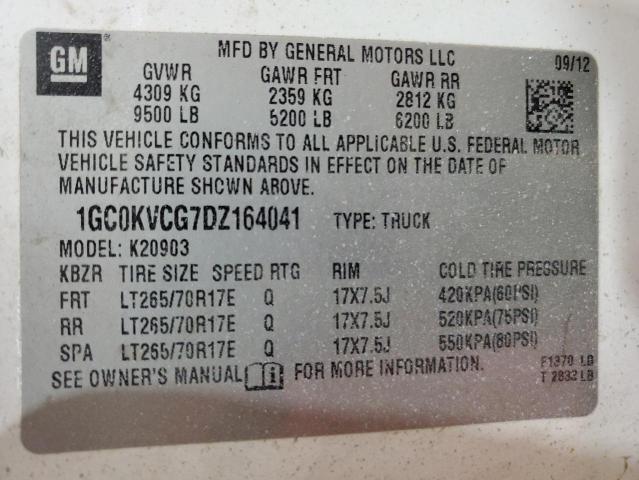 GM
MFD BY GENERAL MOTORS LLC 09/12
GVWR GAWR FRT GAWR RR
4309 KG 2359 KG 2812 KG
9500 LB 5200 LB 6200 LB
THIS VEHICLE CONFORMS TO ALL APPLICABLE U.S. FEDERAL MOTOR
VEHICLE SAFETY STANDARDS IN EFFECT ON THE DATE OF
MANUFACTURE SHOWN ABOVE.
1GC0KVCG7DZ164041 TYPE: TRUCK
MODEL: K20903
KBZR TIRE SIZE SPEED RTG RIM COLD TIRE PRESSURE
FRT LT265/70R17E Q 17X7.5J 420KPA(60PSI)
RR LT265/70R17E Q 17X7.5J 520KPA(75PSI)
SPA LT265/70R17E Q 17X7.5J 550KPA(80PSI)
SEE OWNER'S MANUAL FOR MORE INFORMATION.
F1370 LB
T 2833 LB